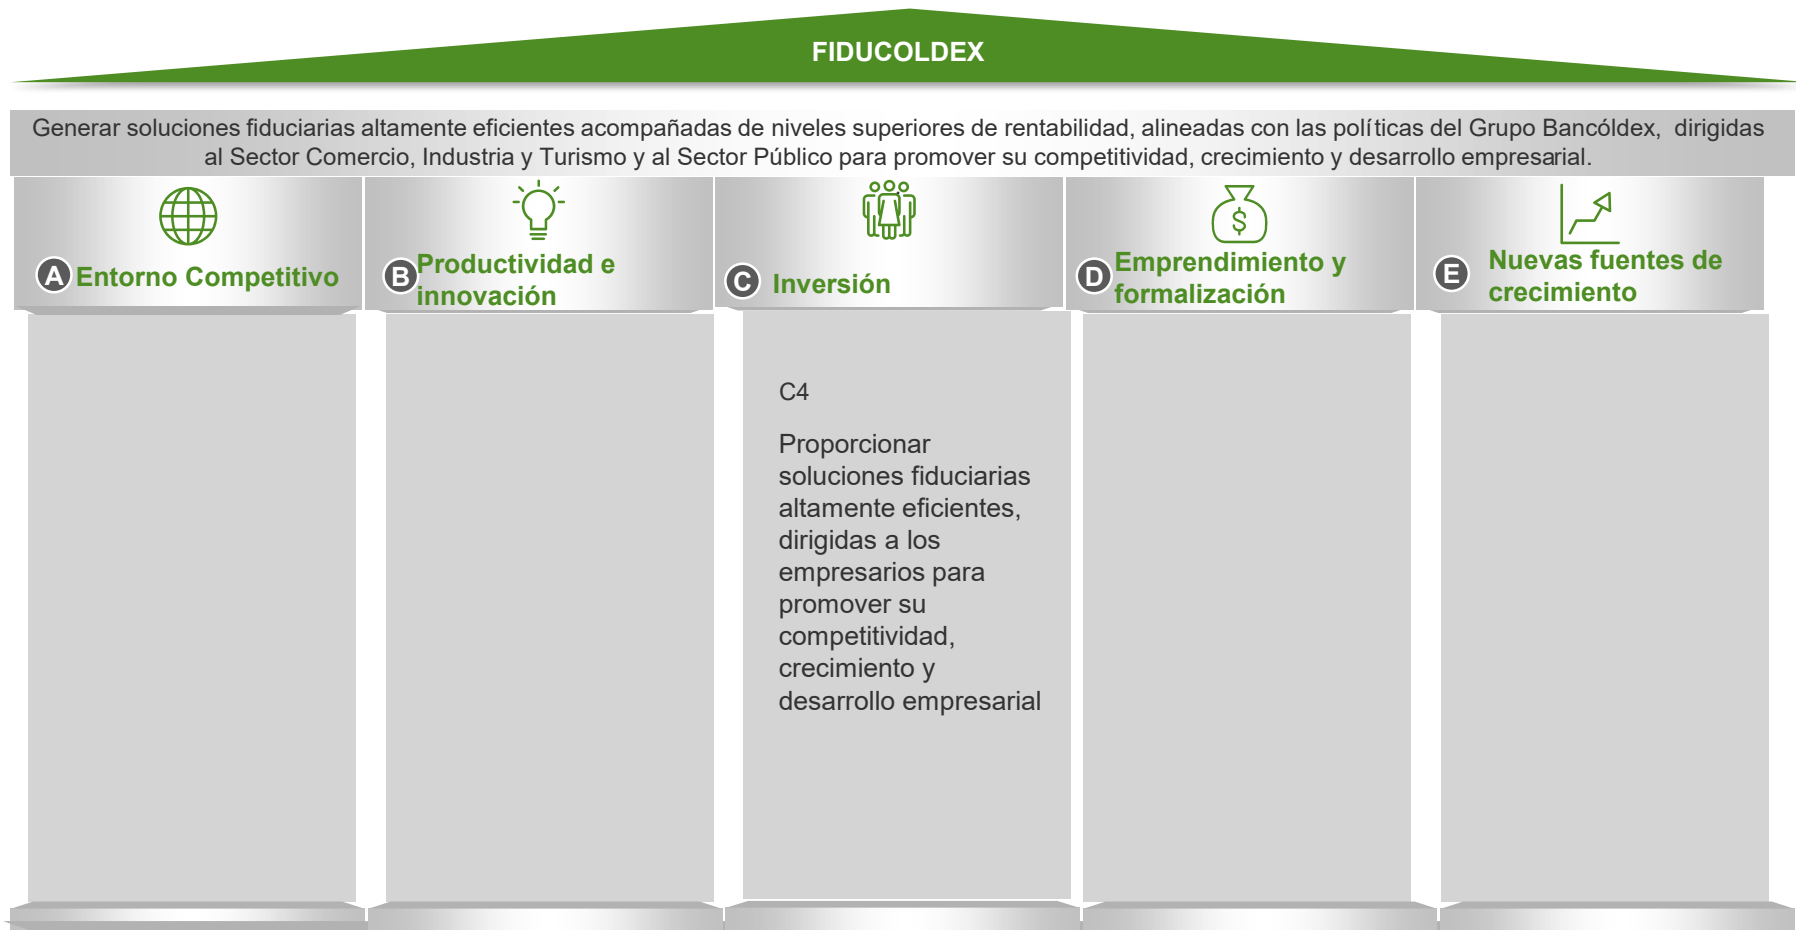 FIDUCOLDEX
Generar soluciones fiduciarias altamente eficientes acompañadas de niveles superiores de rentabilidad, alineadas con las políticas del Grupo Bancóldex, dirigidas
al Sector Comercio, Industria y Turismo y al Sector Público para promover su competitividad, crecimiento y desarrollo empresarial.
A Entorno Competitivo
B Productividad e
innovación
C Inversión
$
D Emprendimiento y
formalización
E Nuevas fuentes de
crecimiento
C4
Proporcionar
soluciones fiduciarias
altamente eficientes,
dirigidas a los
empresarios para
promover su
competitividad,
crecimiento y
desarrollo empresarial